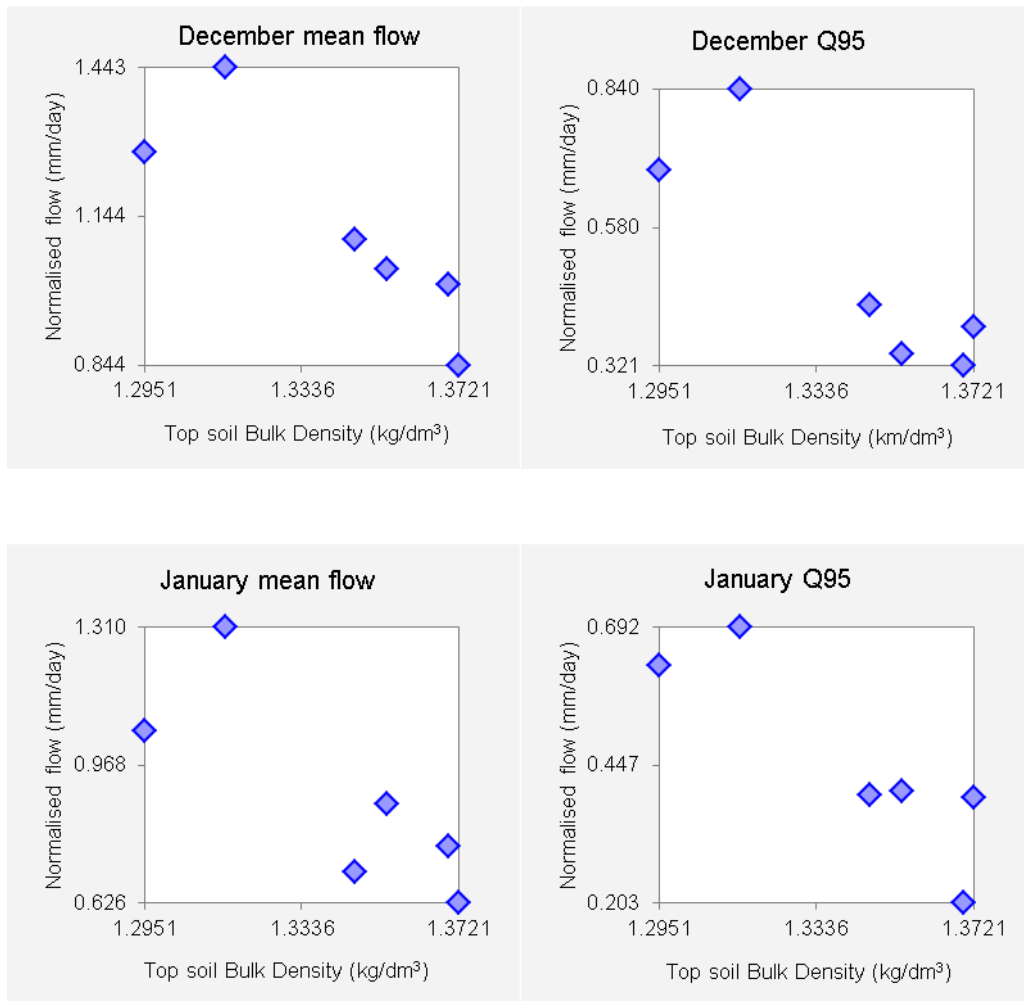 December mean flow
1.443
1.144
0.844
Normalised flow (mm/day)
1.2951 1.3336 1.3721
Top soil Bulk Density (kg/dm³)
December Q95
0.840
0.580
0.321
Normalised flow (mm/day)
1.2951 1.3336 1.3721
Top soil Bulk Density (km/dm³)
January mean flow
1.310
0.968
0.626
Normalised flow (mm/day)
1.2951 1.3336 1.3721
Top soil Bulk Density (kg/dm³)
January Q95
0.692
0.447
0.203
Normalised flow (mm/day)
1.2951 1.3336 1.3721
Top soil Bulk Density (kg/dm³)